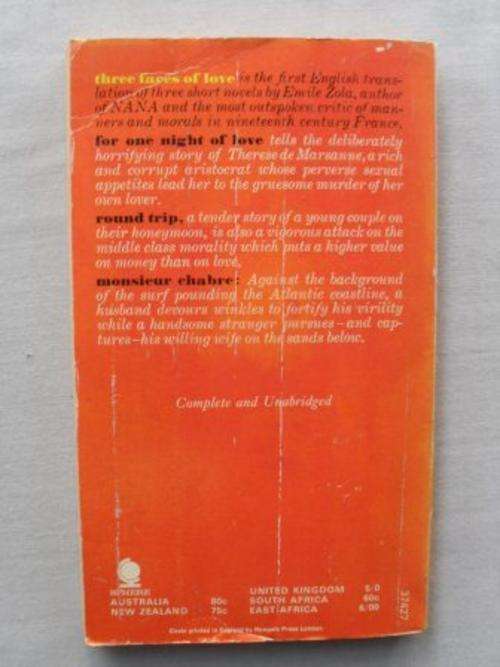 three faces of love is the first English trans-
lation of three short novels by Emile Zola, author
of NANA and the most outspoken critic of man-
ners and morals in nineteenth century France.
for one night of love tells the deliberately
horrifying story of Therese de Marsanne, a rich
and corrupt aristocrat whose perverse sexual
appetites lead her to the gruesome murder of her
own lover.
round trip, a tender story of a young couple on
their honeymoon, is also a vigorous attack on the
middle class morality which puts a higher value
on money than on love.
monsieur chabre: Against the background
of the surf pounding the Atlantic coastline, a
husband devours winkles to fortify his virility
while a handsome stranger pursues—and cap-
tures—his willing wife on the sands below.
Complete and Unabridged
SPHERE
AUSTRALIA 80c
NEW ZEALAND 75c
UNITED KINGDOM 5/0
SOUTH AFRICA 60c
EAST AFRICA 6/00
Cover printed in England by Press London